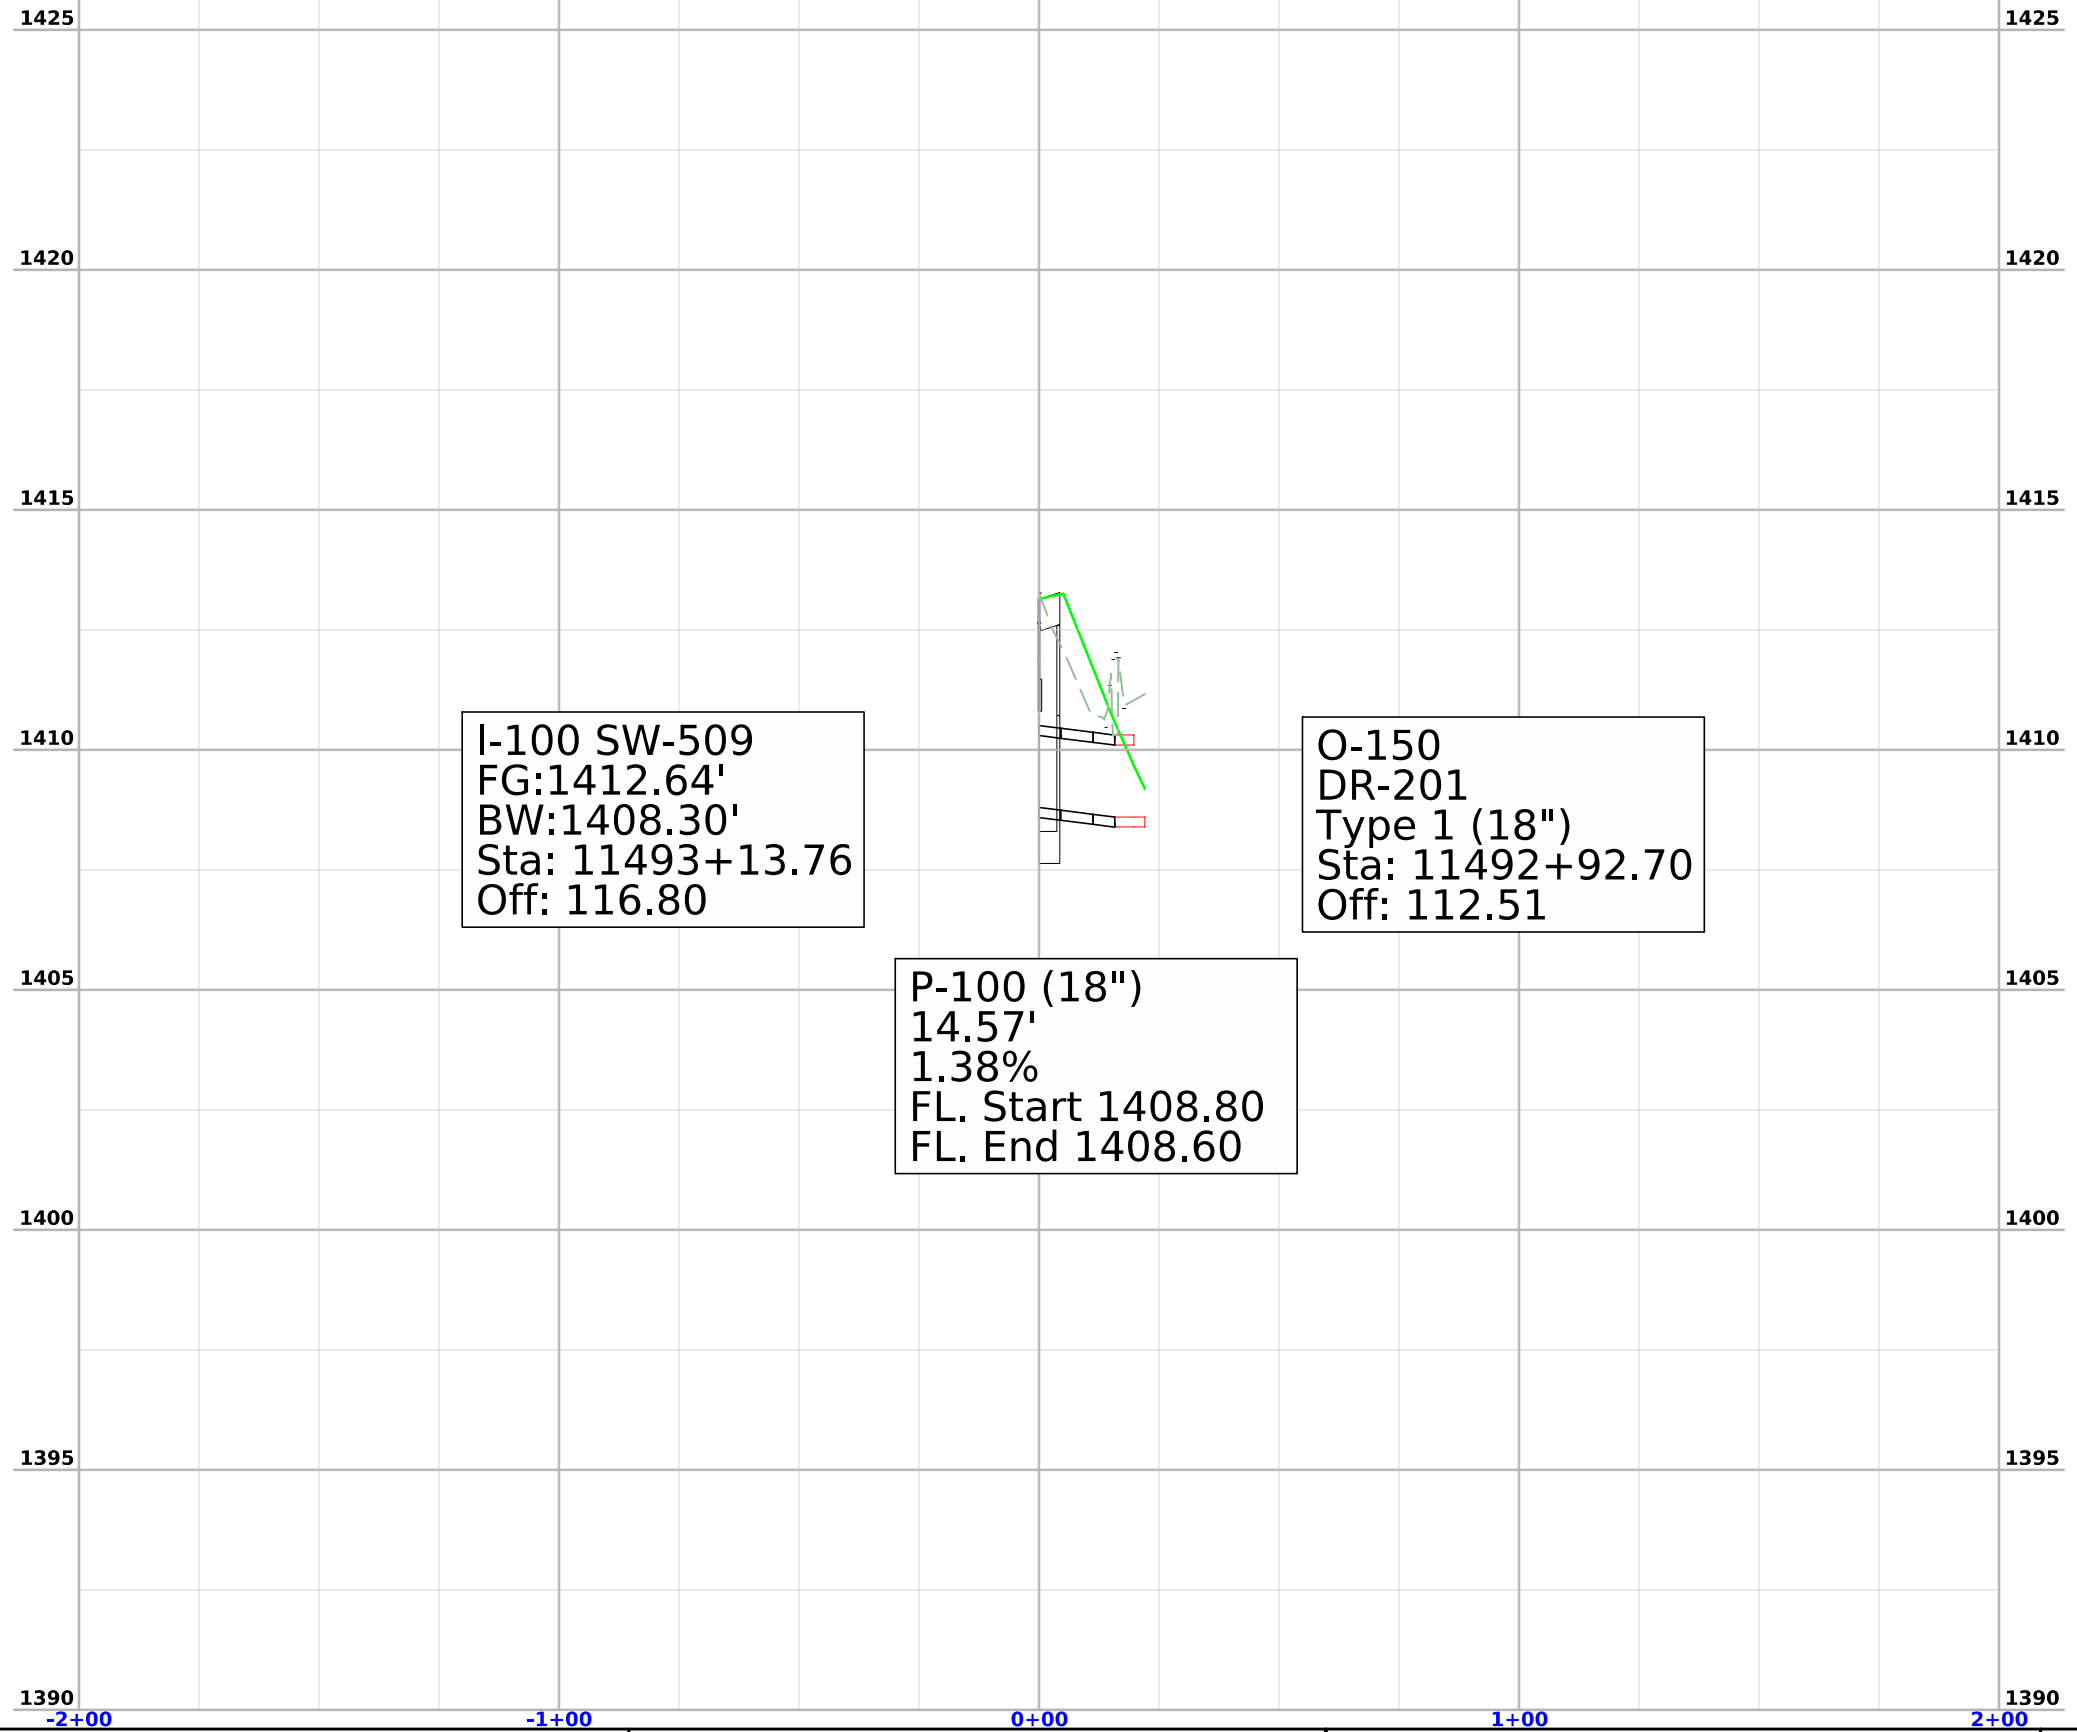 1425 1425
1420 1420
1415 1415
1410 1410
I-100 SW-509
FG:1412.64'
BW:1408.30'
Sta: 11493+13.76
Off: 116.80
O-150
DR-201
Type 1 (18")
Sta: 11492+92.70
Off: 112.51
1405 1405
P-100 (18")
14.57'
1.38%
FL. Start 1408.80
FL. End 1408.60
1400 1400
1395 1395
1390 1390
-2+00 -1+00 0+00 1+00 2+00